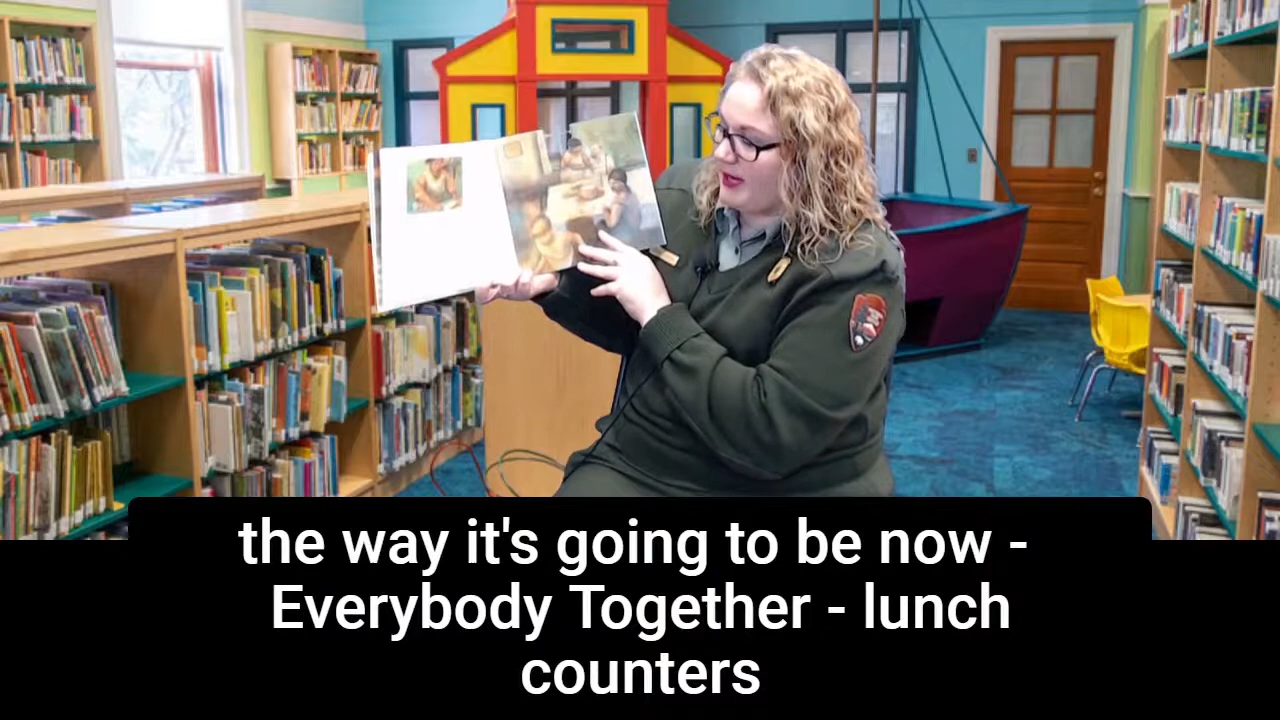 the way it's going to be now -
Everybody Together - lunch
counters